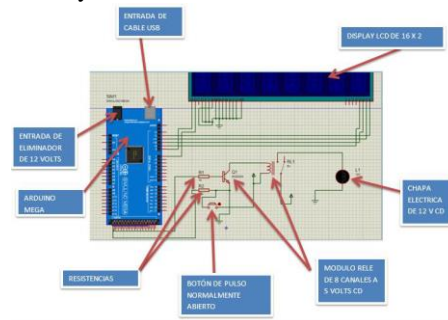 ENTRADA DE
CABLE USB
DISPLAY LCD DE 16 X 2
ENTRADA DE
ELIMINADOR
DE 12 VOLTS
ARDUINO
MEGA
CHAPA
ELECTRICA
DE 12 V CD
RESISTENCIAS
BOTÓN DE PULSO
NORMALMENTE
ABIERTO
MODULO RELE
DE 8 CANALES A
5 VOLTS CD